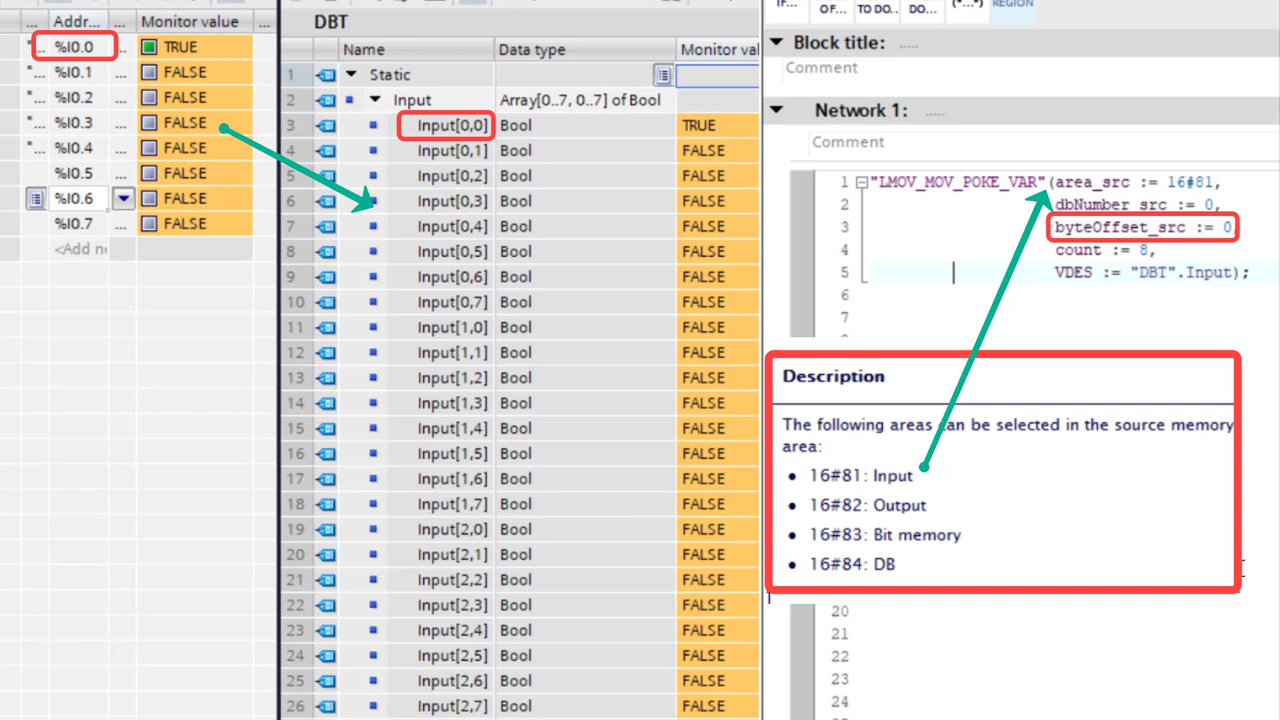 ... Addr... ... Monitor value ...
"... %I0.0 ... TRUE
"... %I0.1 ... FALSE
"... %I0.2 ... FALSE
"... %I0.3 ... FALSE
"... %I0.4 ... FALSE
%I0.5 ... FALSE
%I0.6 FALSE
%I0.7 ... FALSE
<Add
DBT
Name Data type Monitor
1 Static
2 Input Array[0..7, 0..7] of Bool
3 Input[0,0] Bool TRUE
4 Input[0,1] Bool FALSE
5 Input[0,2] Bool FALSE
6 Input[0,3] Bool FALSE
7 Input[0,4] Bool FALSE
8 Input[0,5] Bool FALSE
9 Input[0,6] Bool FALSE
10 Input[0,7] Bool FALSE
11 Input[1,0] Bool FALSE
12 Input[1,1] Bool FALSE
13 Input[1,2] Bool FALSE
14 Input[1,3] Bool FALSE
15 Input[1,4] Bool FALSE
16 Input[1,5] Bool FALSE
17 Input[1,6] Bool FALSE
18 Input[1,7] Bool FALSE
19 Input[2,0] Bool FALSE
20 Input[2,1] Bool FALSE
21 Input[2,2] Bool FALSE
22 Input[2,3] Bool FALSE
23 Input[2,4] Bool FALSE
24 Input[2,5] Bool FALSE
25 Input[2,6] Bool FALSE
26 Input[2,7] Bool FALSE
IF... OF... TO DO... DO... (*...*) REGION
Block title: .....
Comment
Network 1: .....
Comment
1 "LMOV_MOV_POKE_VAR"(area_src := 16#81,
2 dbNumber_src := 0,
3 byteOffset_src := 0,
4 count := 8,
5 VDES := "DBT".Input);
6
7
Description
The following areas can be selected in the source memory
area:
• 16#81: Input
• 16#82: Output
• 16#83: Bit memory
• 16#84: DB
20
21
22
23
24